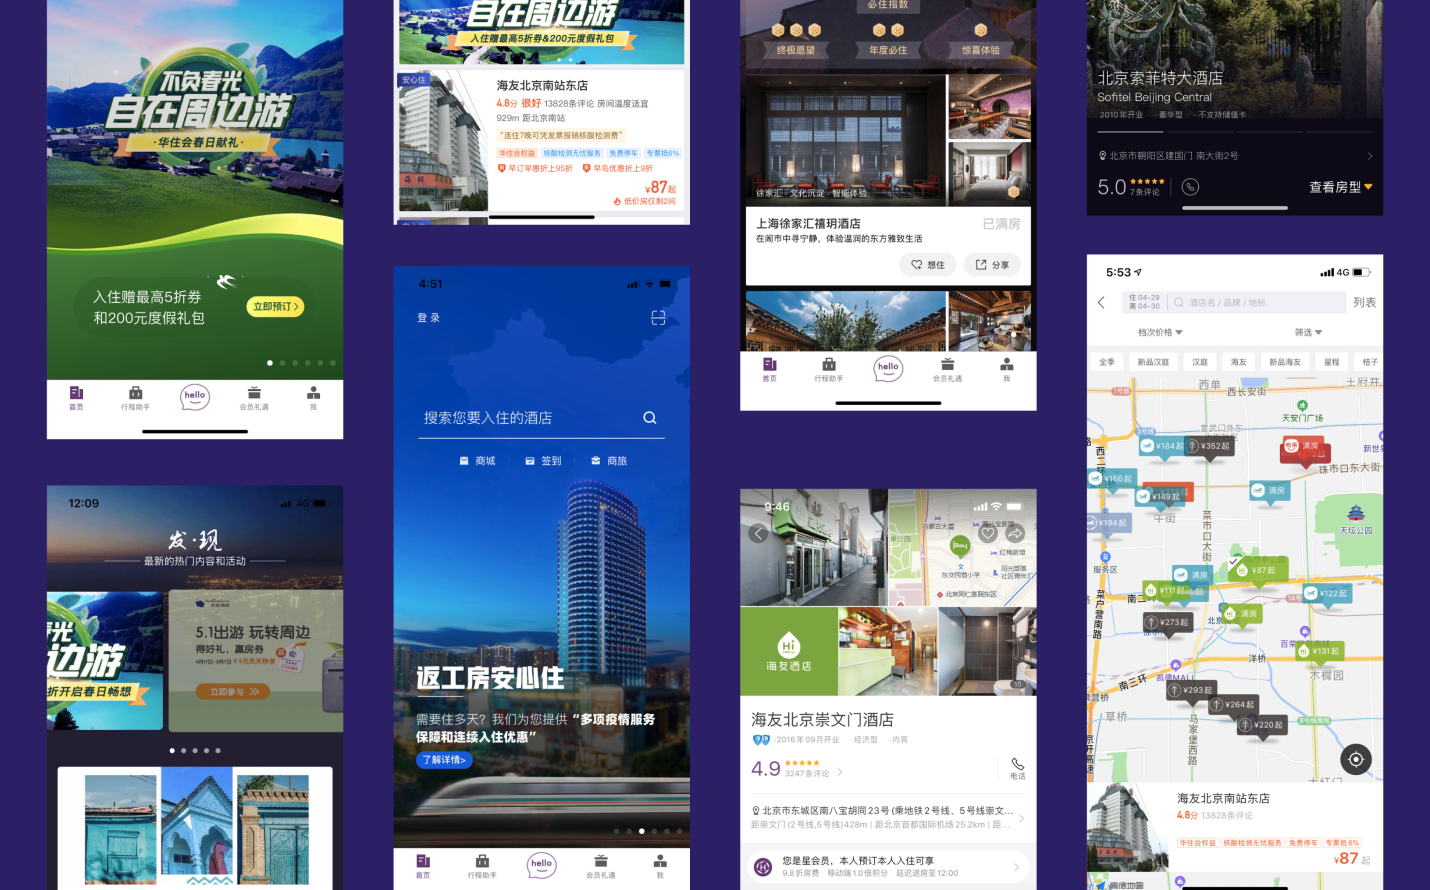 不负春光
自在周边游
·华住会春日献礼·
入住赠最高5折券
和200元度假礼包
立即预订 >
首页
行程助手
hello
会员礼遇
我
12:09
4G
发·现
最新的热门内容和活动
5.1出游 玩转周边
得好礼，赢房券
立即参与
折开启春日畅想
自在周边游
入住赠最高5折券&200元度假礼包
安心住
海友北京南站东店
4.8分 很好 13828条评论 房间温度适宜
929m 距北京南站
"连住7晚可凭发票报销核酸检测费"
华住会权益 核酸检测无忧服务 免费停车 专票抵6%
早订早惠折上95折 早鸟优惠折上9折
¥87起
低价房仅剩2间
4:51
登录
搜索您要入住的酒店
商城 签到 商旅
返工房安心住
需要住多天？我们为您提供 “多项疫情服务
保障和连续入住优惠”
了解详情>
首页
行程助手
hello
会员礼遇
我
必住指数
终极愿望
年度必住
惊喜体验
徐家汇 · 文化沉淀 · 智能体验
上海徐家汇禧玥酒店
已满房
在闹市中寻宁静，体验温润的东方雅致生活
想住
分享
首页
行程助手
hello
会员礼遇
我
9:46
东交民巷小学
北京同仁医院东区
Hi
海友酒店
海友北京崇文门酒店
·2016年09月开业 ·经济型 ·内宾
4.9
3247条评论
电话
北京市东城区南八宝胡同23号(乘地铁2号线、5号线崇文...
距崇文门(2号线,5号线)428m | 距北京首都国际机场25.2km | 距...
您是星会员，本人预订本人入住可享
9.8折房费 移动端1.0倍积分 延迟退房至12:00
北京索菲特大酒店
Sofitel Beijing Central
·2010年开业 ·豪华型 ·不支持储值卡
北京市朝阳区建国门 南大街2号
5.0
7条评论
查看房型
5:53
4G
住 04-29
离 04-30
酒店名 / 品牌 / 地标
列表
档次价格
筛选
全季
新品汉庭
汉庭
海友
新品海友
星程
桔子
西单
西长安街
天安门广场
¥184起
¥352起
满房
珠市口东大街
¥166起
¥149起
满房
¥194起
牛街
菜市口大街
天坛公园
服务区
满房
¥87起
¥111起
¥122起
满房
¥273起
¥131起
洋桥
木樨园
南三环
凯德MALL
¥293起
¥264起
¥220起
草桥
马家堡西路
菜户营南路
海友北京南站东店
4.8分 13828条评论
华住会权益 核酸检测无忧服务 免费停车 专票抵6%
¥87起
高德地图